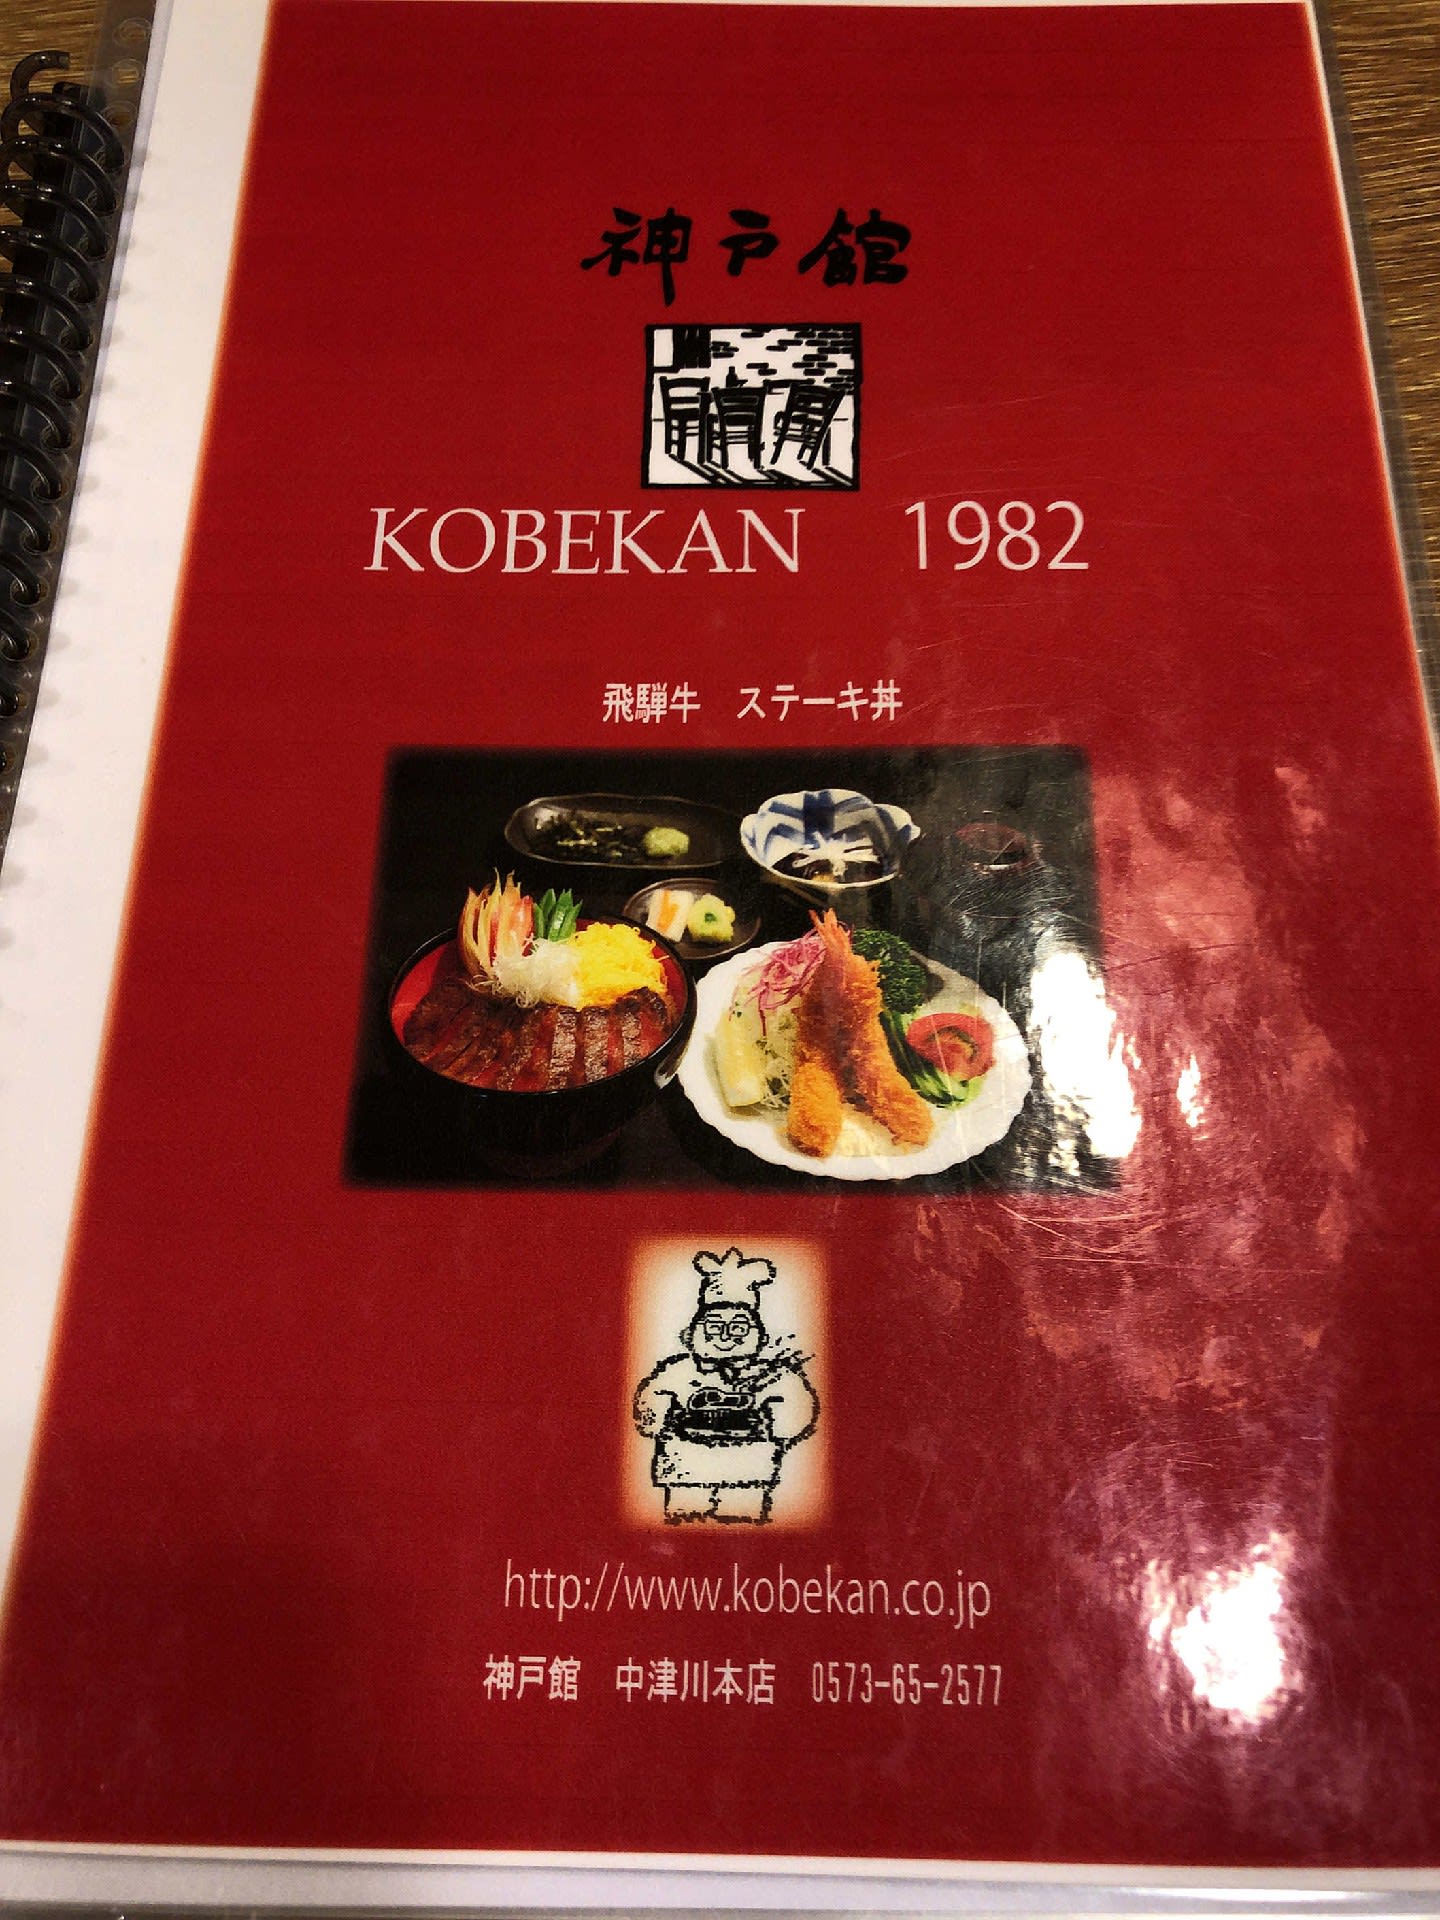 神戸館
KOBEKAN 1982
飛騨牛 ステーキ丼
http://www.kobekan.co.jp
神戸館 中津川本店 0573-65-2577